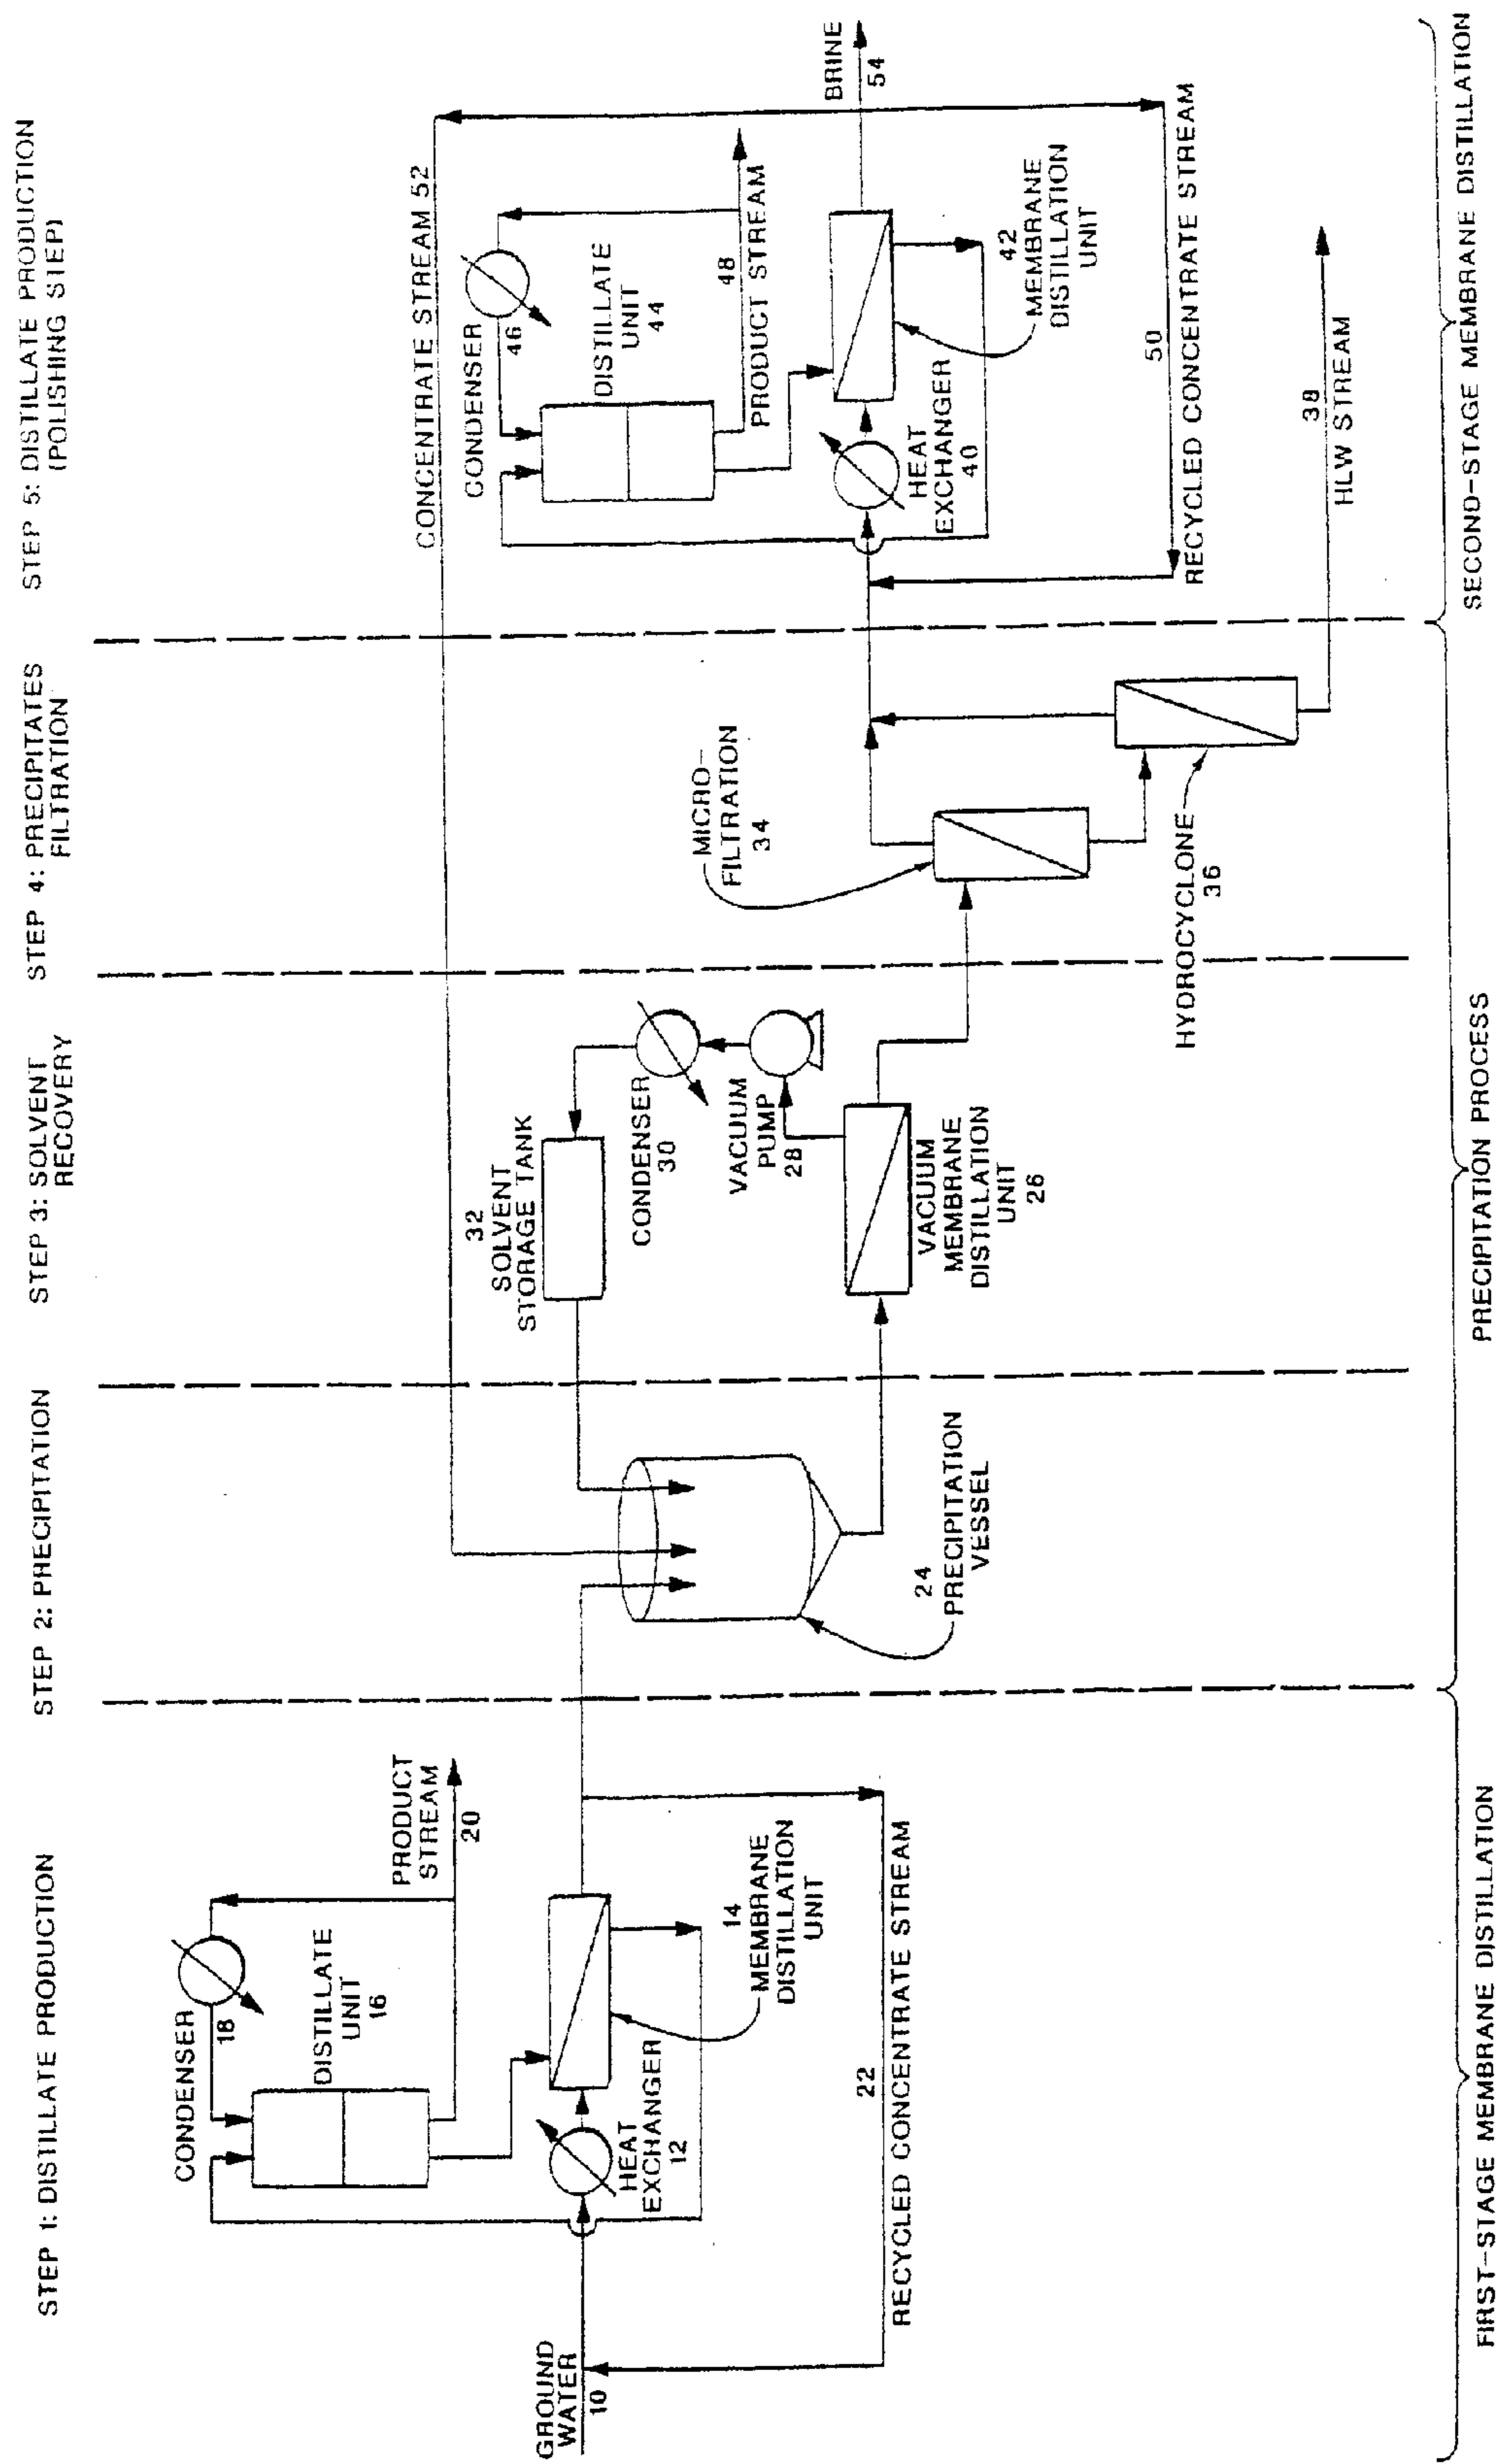 STEP 1: DISTILLATE PRODUCTION
STEP 2: PRECIPITATION
STEP 3: SOLVENT
RECOVERY
STEP 4: PRECIPITATES
FILTRATION
STEP 5: DISTILLATE PRODUCTION
(POLISHING STEP)
CONDENSER
18
DISTILLATE
UNIT
16
PRODUCT
STREAM
20
GROUND
WATER
10
HEAT
EXCHANGER
12
14
MEMBRANE
DISTILLATION
UNIT
22
RECYCLED CONCENTRATE STREAM
24
PRECIPITATION
VESSEL
32
SOLVENT
STORAGE TANK
CONDENSER
30
VACUUM
PUMP
28
VACUUM
MEMBRANE
DISTILLATION
UNIT
26
MICRO-
FILTRATION
34
HYDROCYCLONE
36
CONCENTRATE STREAM 52
CONDENSER
46
DISTILLATE
UNIT
44
48
PRODUCT STREAM
HEAT
EXCHANGER
40
42
MEMBRANE
DISTILLATION
UNIT
BRINE
54
50
RECYCLED CONCENTRATE STREAM
38
HLW STREAM
FIRST-STAGE MEMBRANE DISTILLATION
PRECIPITATION PROCESS
SECOND-STAGE MEMBRANE DISTILLATION